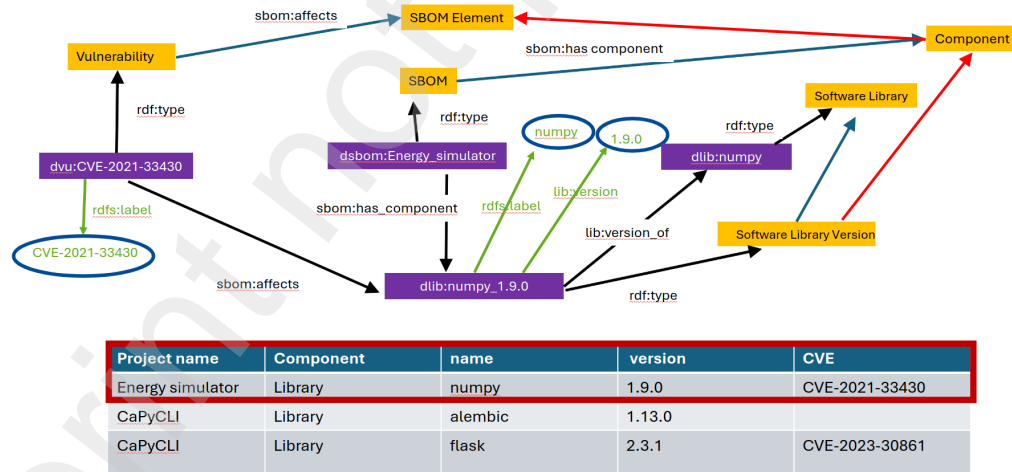 sbom:affects
SBOM Element
Component
Vulnerability
sbom:has component
SBOM
Software Library
rdf:type
rdf:type
numpy
1.9.0
rdf:type
dvu:CVE-2021-33430
dsbom:Energy_simulator
dlib:numpy
rdfs:label
sbom:has_component
rdfs:label
lib:version
lib:version_of
Software Library Version
CVE-2021-33430
sbom:affects
dlib:numpy_1.9.0
rdf:type
Project name Component name version CVE
Energy simulator Library numpy 1.9.0 CVE-2021-33430
CaPyCLI Library alembic 1.13.0
CaPyCLI Library flask 2.3.1 CVE-2023-30861